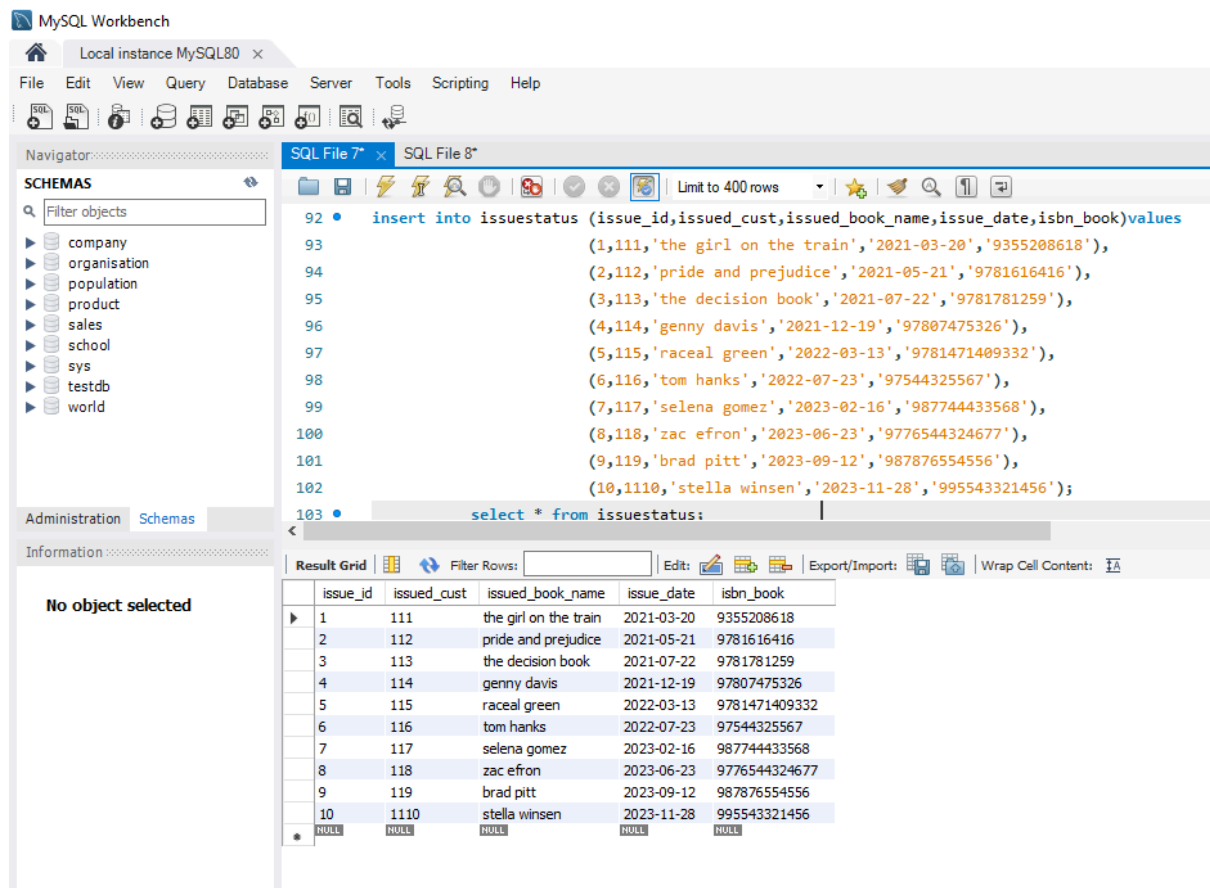 MySQL Workbench
Local instance MySQL80 ×
File Edit View Query Database Server Tools Scripting Help
Navigator
SQL File 7* × SQL File 8*
SCHEMAS
Limit to 400 rows
Filter objects
company
organisation
population
product
sales
school
sys
testdb
world
92 insert into issuestatus (issue_id,issued_cust,issued_book_name,issue_date,isbn_book)values
93 (1,111,'the girl on the train','2021-03-20','9355208618'),
94 (2,112,'pride and prejudice','2021-05-21','9781616416'),
95 (3,113,'the decision book','2021-07-22','9781781259'),
96 (4,114,'genny davis','2021-12-19','97807475326'),
97 (5,115,'raceal green','2022-03-13','9781471409332'),
98 (6,116,'tom hanks','2022-07-23','97544325567'),
99 (7,117,'selena gomez','2023-02-16','987744433568'),
100 (8,118,'zac efron','2023-06-23','9776544324677'),
101 (9,119,'brad pitt','2023-09-12','987876554556'),
102 (10,1110,'stella winsen','2023-11-28','995543321456');
103 select * from issuestatus;
Administration Schemas
Information
No object selected
Result Grid Filter Rows: Edit: Export/Import: Wrap Cell Content: IA
issue_id issued_cust issued_book_name issue_date isbn_book
1 111 the girl on the train 2021-03-20 9355208618
2 112 pride and prejudice 2021-05-21 9781616416
3 113 the decision book 2021-07-22 9781781259
4 114 genny davis 2021-12-19 97807475326
5 115 raceal green 2022-03-13 9781471409332
6 116 tom hanks 2022-07-23 97544325567
7 117 selena gomez 2023-02-16 987744433568
8 118 zac efron 2023-06-23 9776544324677
9 119 brad pitt 2023-09-12 987876554556
10 1110 stella winsen 2023-11-28 995543321456
NULL NULL NULL NULL NULL